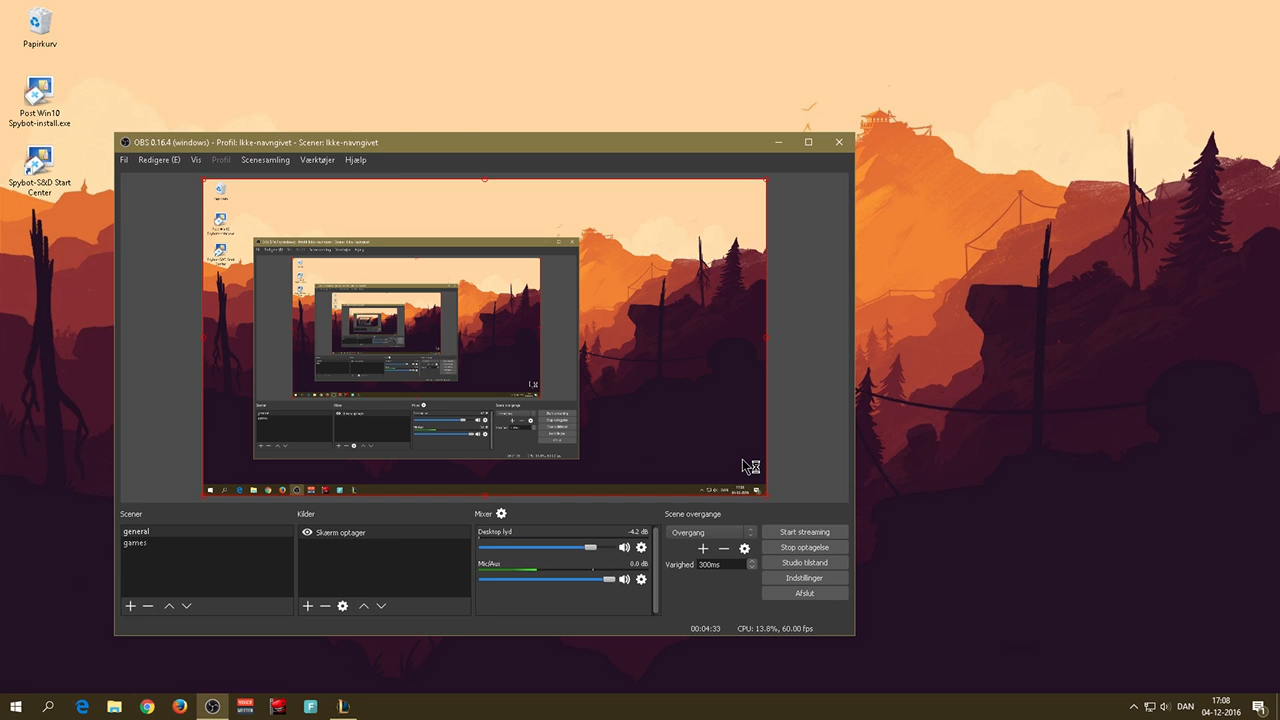 Papirkurv
Post Win10
Spybot-install.exe
Spybot-S&D Start
Center
OBS 0.16.4 (windows) - Profil: Ikke-navngivet - Scener: Ikke-navngivet
Fil Redigere (E) Vis Profil Scenesamling Værktøjer Hjælp
Scener Kilder Mixer Scene overgange
general
games
Skærm optager
Desktop lyd -4.2 dB
Mic/Aux 0.0 dB
Overgang
Varighed 300ms
Start streaming
Stop optagelse
Studio tilstand
Indstillinger
Afslut
00:04:33 CPU: 13.8%, 60.00 fps
DAN
17:08
04-12-2016